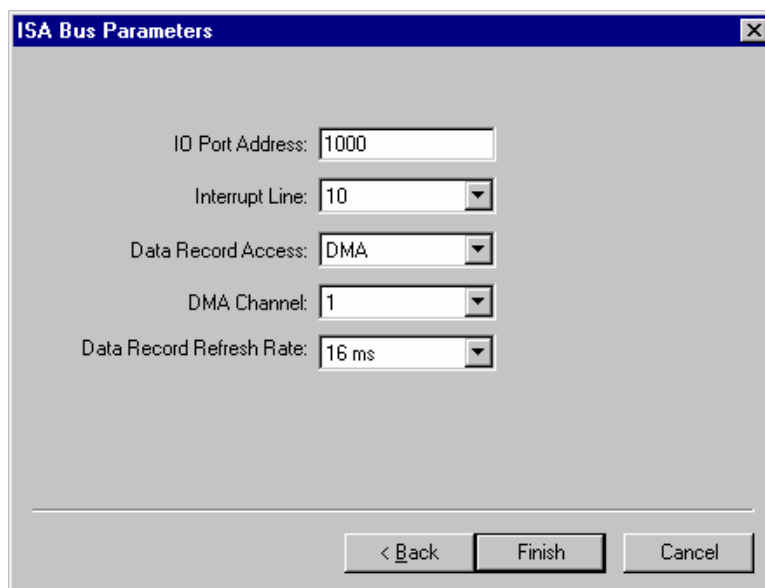 ISA Bus Parameters
IO Port Address: 1000
Interrupt Line: 10
Data Record Access: DMA
DMA Channel: 1
Data Record Refresh Rate: 16 ms
< Back Finish Cancel